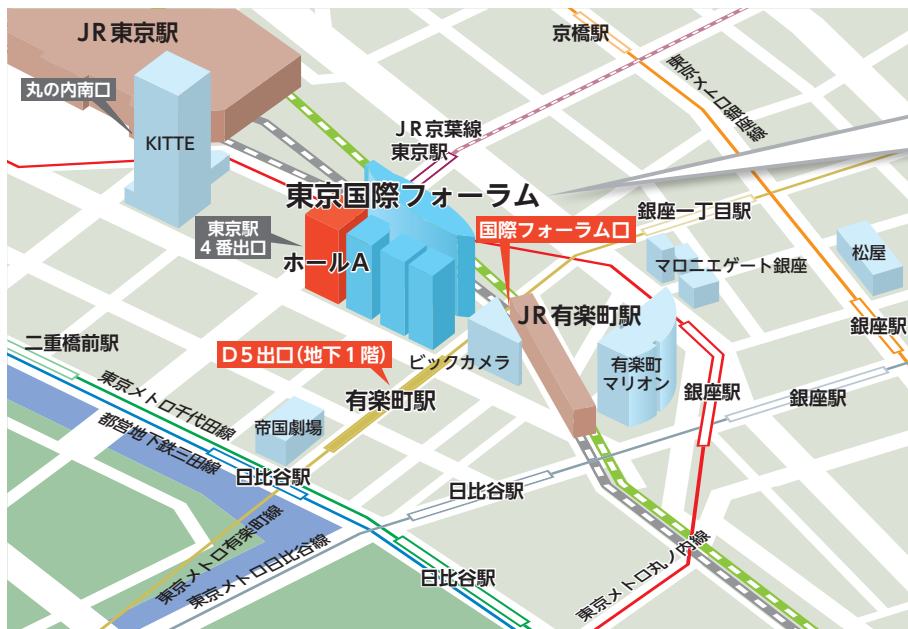 JR東京駅
京橋駅
丸の内南口
東京メトロ銀座線
KITTE
JR京葉線
東京駅
東京国際フォーラム
銀座一丁目駅
東京駅
4番出口
国際フォーラム口
ホールA
マロニエゲート銀座
松屋
JR有楽町駅
銀座駅
二重橋前駅
D5出口(地下1階)
ビックカメラ
有楽町
マリオン
有楽町駅
銀座駅
銀座駅
東京メトロ千代田線
帝国劇場
都営地下鉄三田線
日比谷駅
日比谷駅
東京メトロ有楽町線
東京メトロ日比谷線
日比谷駅
東京メトロ丸ノ内線